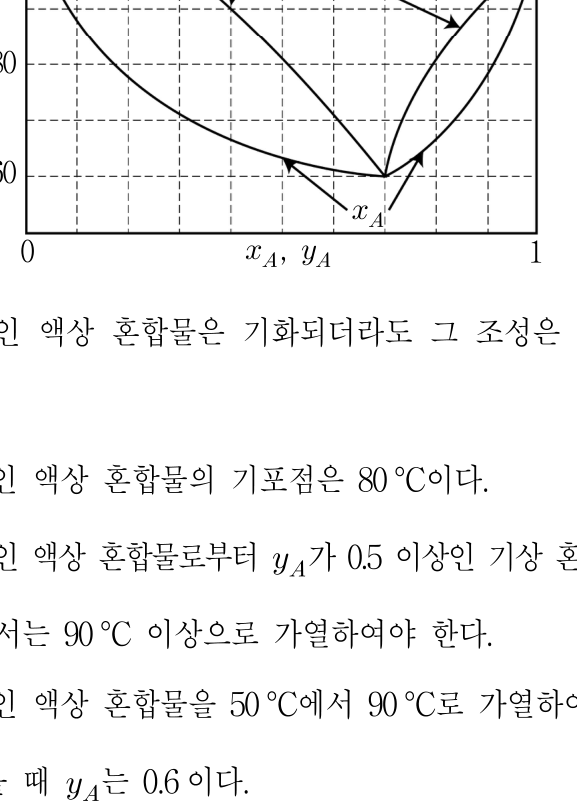 80
60
x_A
0 x_A, y_A 1
인 액상 혼합물은 기화되더라도 그 조성은
인 액상 혼합물의 기포점은 80 ℃이다.
인 액상 혼합물로부터 y_A가 0.5 이상인 기상 혼
서는 90 ℃ 이상으로 가열하여야 한다.
인 액상 혼합물을 50 ℃에서 90 ℃로 가열하여
때 y_A는 0.6 이다.